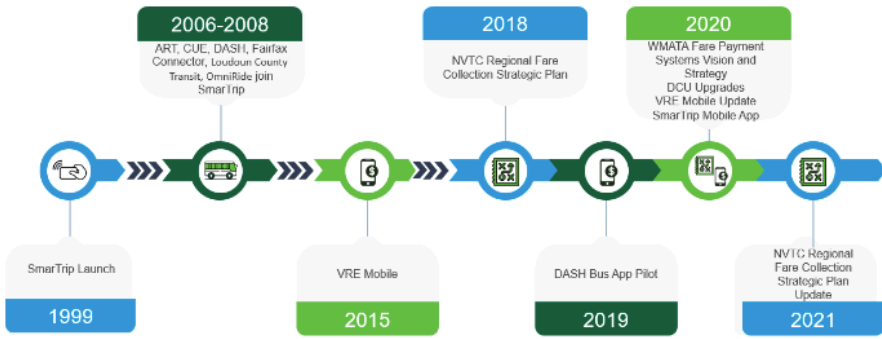 2006-2008
ART, CUE, DASH, Fairfax
Connector, Loudoun County
Transit, OmniRide join
SmarTrip
2018
NVTC Regional Fare
Collection Strategic Plan
2020
WMATA Fare Payment
Systems Vision and
Strategy
DCU Upgrades
VRE Mobile Update
SmarTrip Mobile App
SmarTrip Launch
1999
VRE Mobile
2015
DASH Bus App Pilot
2019
NVTC Regional
Fare Collection
Strategic Plan
Update
2021